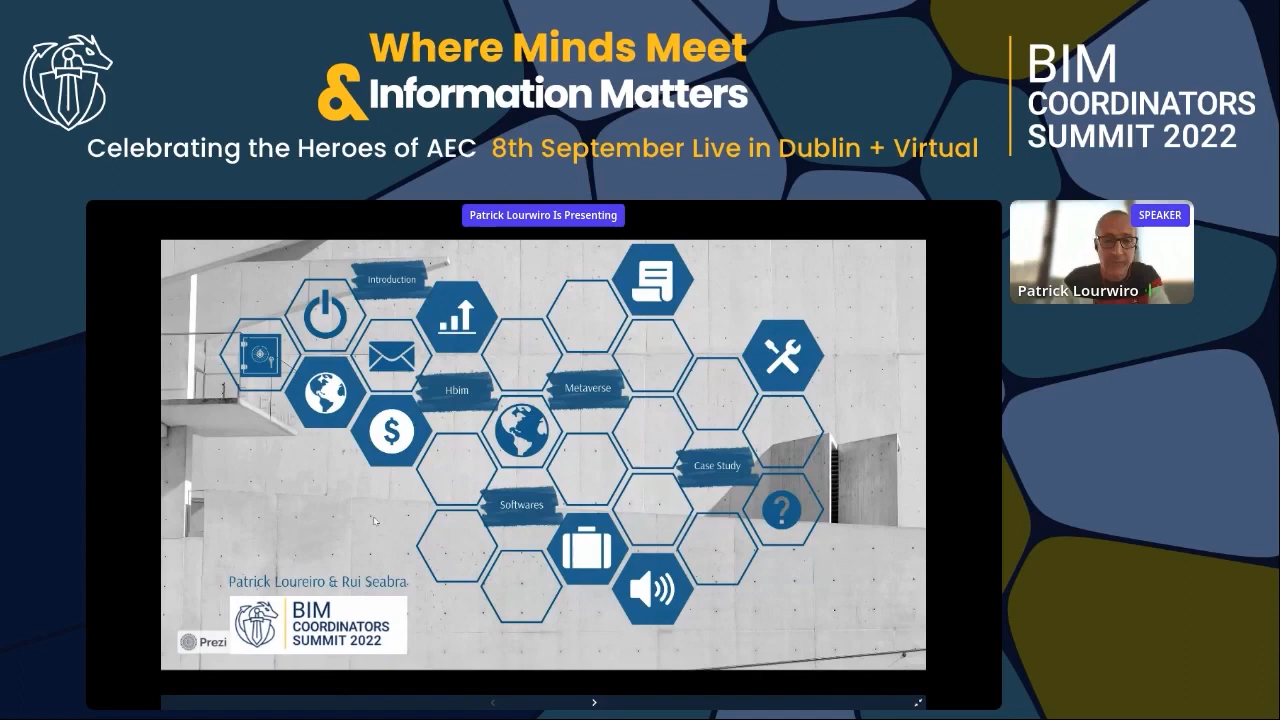 Where Minds Meet
& Information Matters
Celebrating the Heroes of AEC 8th September Live in Dublin + Virtual
BIM
COORDINATORS
SUMMIT 2022
Patrick Lourwiro Is Presenting
SPEAKER
Patrick Lourwiro
Introduction
Hbim
Metaverse
Case Study
Softwares
$
?
Patrick Loureiro & Rui Seabra
BIM
COORDINATORS
SUMMIT 2022
Prezi